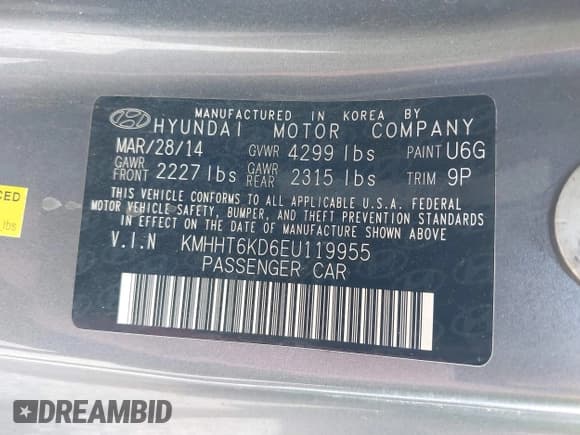 MANUFACTURED IN KOREA BY
HYUNDAI MOTOR COMPANY
MAR/28/14 GVWR 4299 lbs PAINT U6G
GAWR FRONT 2227 lbs GAWR REAR 2315 lbs TRIM 9P
THIS VEHICLE CONFORMS TO ALL APPLICABLE U.S.A. FEDERAL
MOTOR VEHICLE SAFETY, BUMPER, AND THEFT PREVENTION STANDARDS
IN EFFECT ON THE DATE OF MANUFACTURE SHOWN ABOVE
V.I.N KMHHT6KD6EU119955
PASSENGER CAR
lbs
DREAMBID